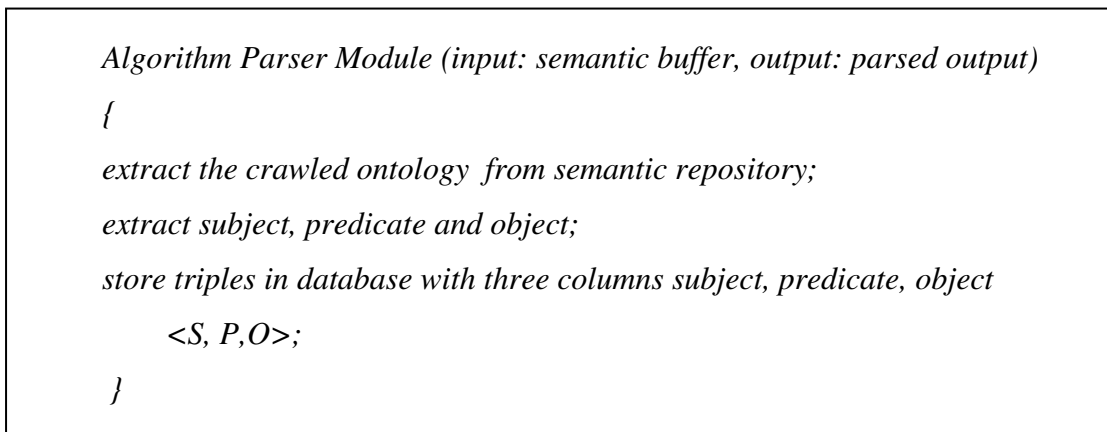 Algorithm Parser Module (input: semantic buffer, output: parsed output)
{
extract the crawled ontology from semantic repository;
extract subject, predicate and object;
store triples in database with three columns subject, predicate, object
<S, P,O>;
}